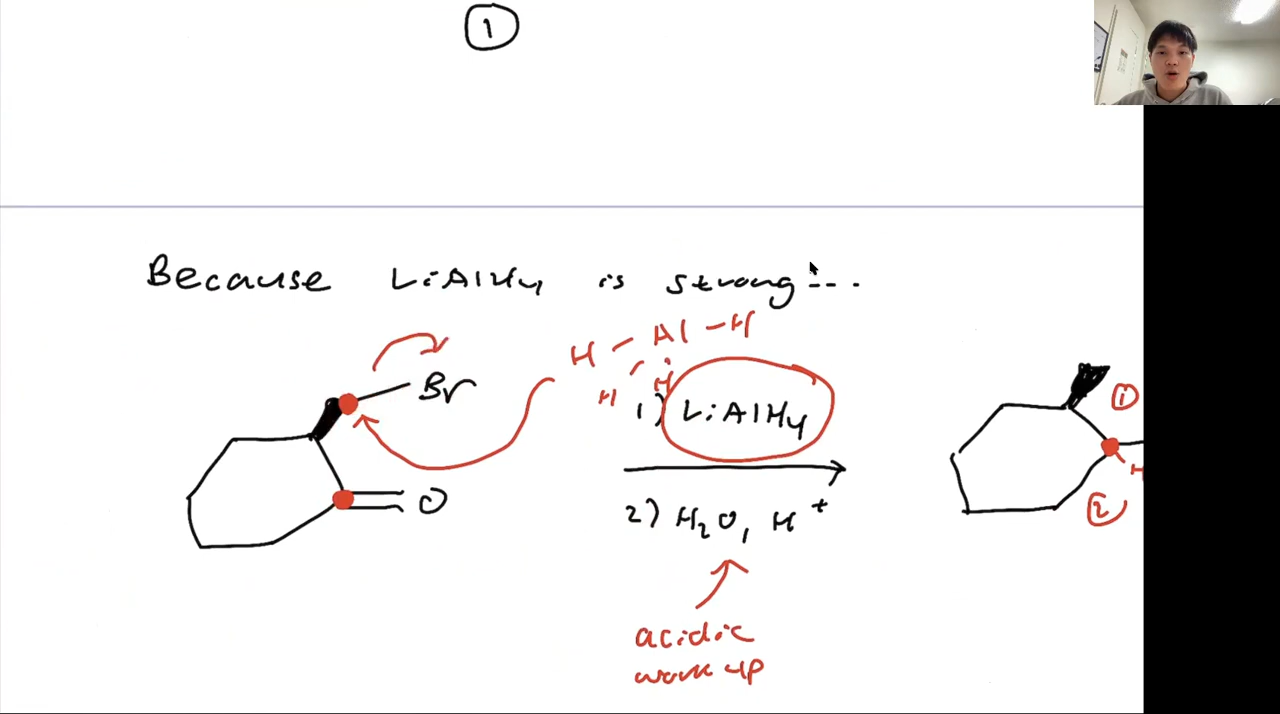 ①
Because LiAlH4 is strong...
H - Al - H
H H
Br
1) LiAlH4
①
O
H
2) H2O, H+
②
acidic
work up